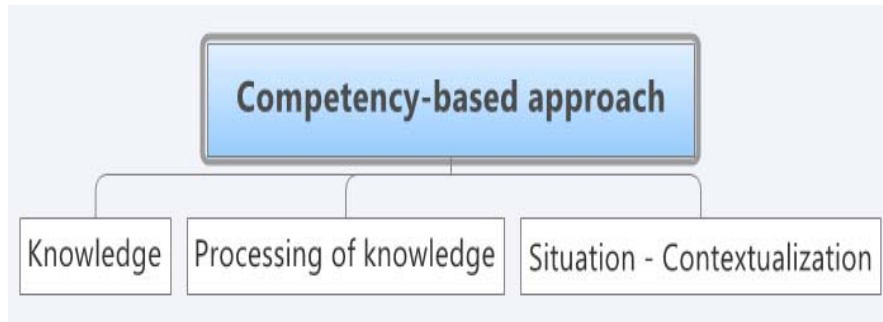 Competency-based approach
Knowledge
Processing of knowledge
Situation - Contextualization